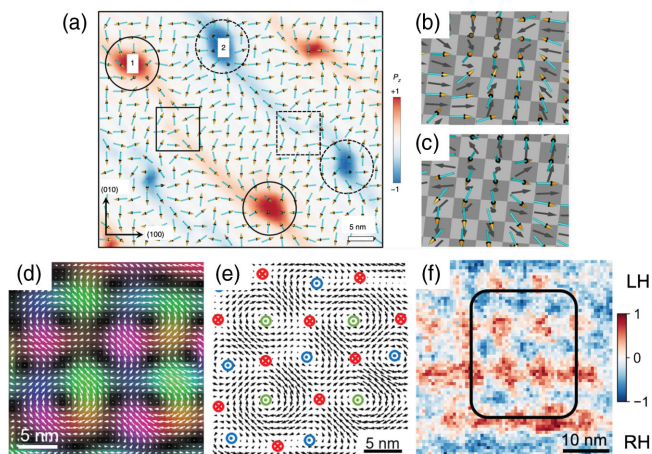 (a)
1
2
(010)
(100)
5 nm
P_z
+1
−1
(b)
(c)
(d)
5 nm
(e)
5 nm
(f)
10 nm
LH
1
0
−1
RH